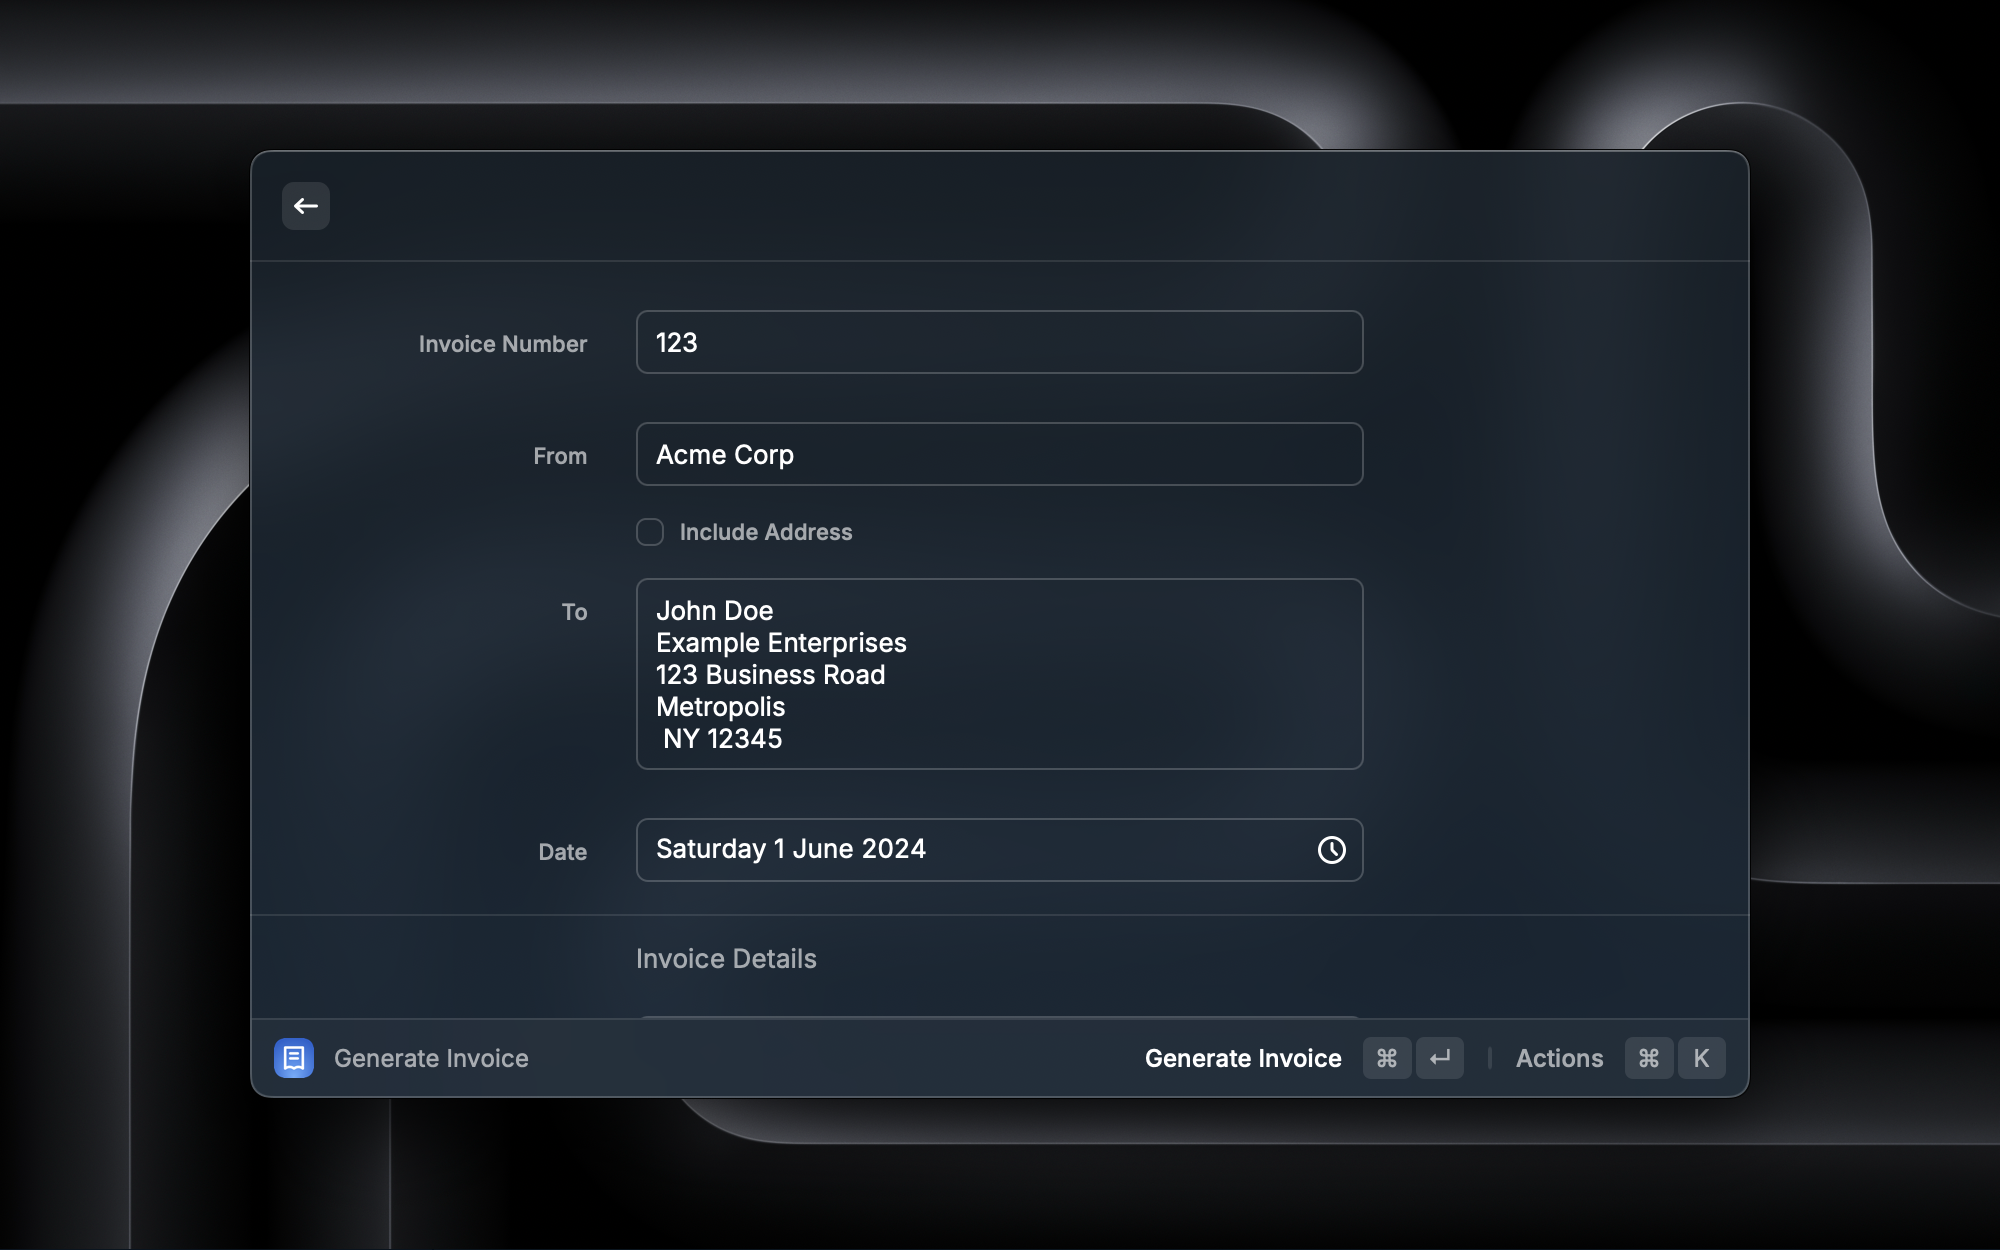 Invoice Number
123
From
Acme Corp
Include Address
To
John Doe
Example Enterprises
123 Business Road
Metropolis
NY 12345
Date
Saturday 1 June 2024
Invoice Details
Generate Invoice
Generate Invoice ⌘ ↵ | Actions ⌘ K